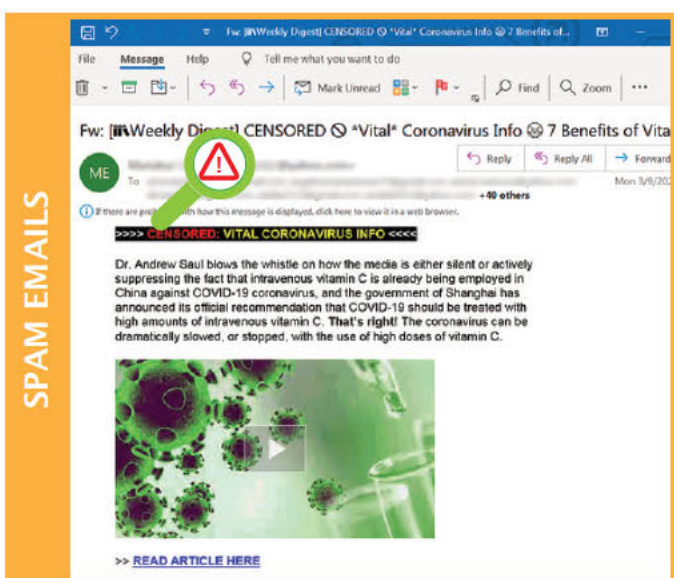 SPAM EMAILS
Fw: [Weekly Digest] CENSORED *Vital* Coronavirus Info 7 Benefits of...
File Message Help Tell me what you want to do
Mark Unread Find Zoom ...
Fw: [Weekly Digest] CENSORED *Vital* Coronavirus Info 7 Benefits of Vita
ME
Reply Reply All Forward
To
Mon 3/9/202
+40 others
If there are problems with how this message is displayed, click here to view it in a web browser.
>>>> CENSORED: VITAL CORONAVIRUS INFO <<<<
Dr. Andrew Saul blows the whistle on how the media is either silent or actively
suppressing the fact that intravenous vitamin C is already being employed in
China against COVID-19 coronavirus, and the government of Shanghai has
announced its official recommendation that COVID-19 should be treated with
high amounts of intravenous vitamin C. That's right! The coronavirus can be
dramatically slowed, or stopped, with the use of high doses of vitamin C.
>> READ ARTICLE HERE